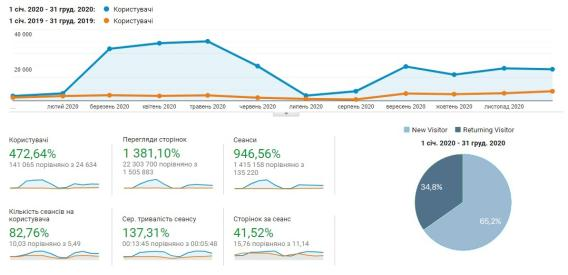 1 січ. 2020 - 31 груд. 2020: Користувачі
1 січ. 2019 - 31 груд. 2019: Користувачі
40 000
20 000
... лютий 2020 березень 2020 квітень 2020 травень 2020 червень 2020 липень 2020 серпень 2020 вересень 2020 жовтень 2020 листопад 2020
New Visitor Returning Visitor
1 січ. 2020 - 31 груд. 2020
34,8%
65,2%
Користувачі
472,64%
141 065 порівняно з 24 634
Перегляди сторінок
1 381,10%
22 303 700 порівняно з
1 505 883
Сеанси
946,56%
1 415 158 порівняно з
135 220
Кількість сеансів на
користувача
82,76%
10,03 порівняно з 5,49
Сер. тривалість сеансу
137,31%
00:13:45 порівняно з 00:05:48
Сторінок за сеанс
41,52%
15,76 порівняно з 11,14